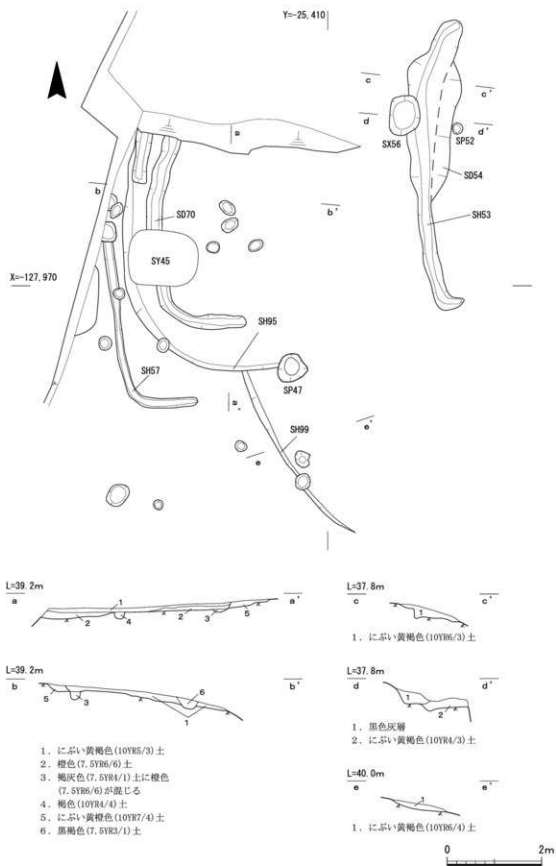 Y=-25,410
c
c'
d
d'
a
SX56
SP52
SD54
b
b'
SD70
SH53
SY45
X=-127,970
SH95
SP47
SH57
a'
e'
SH99
e
L=39.2m
a
a'
1
2
4
2
3
5
L=37.8m
c
c'
1
1. にぶい黄褐色(10YR6/3)土
L=39.2m
b
b'
5
3
6
1
L=37.8m
d
d'
1
2
1. 黒色灰層
2. にぶい黄褐色(10YR4/3)土
1. にぶい黄褐色(10YR5/3)土
2. 橙色(7.5YR6/6)土
3. 褐灰色(7.5YR4/1)土に橙色
(7.5YR6/6)が混じる
4. 褐色(10YR4/4)土
5. にぶい黄橙色(10YR7/4)土
6. 黒褐色(7.5YR3/1)土
L=40.0m
e
e'
1
1. にぶい黄橙色(10YR6/4)土
0
2m